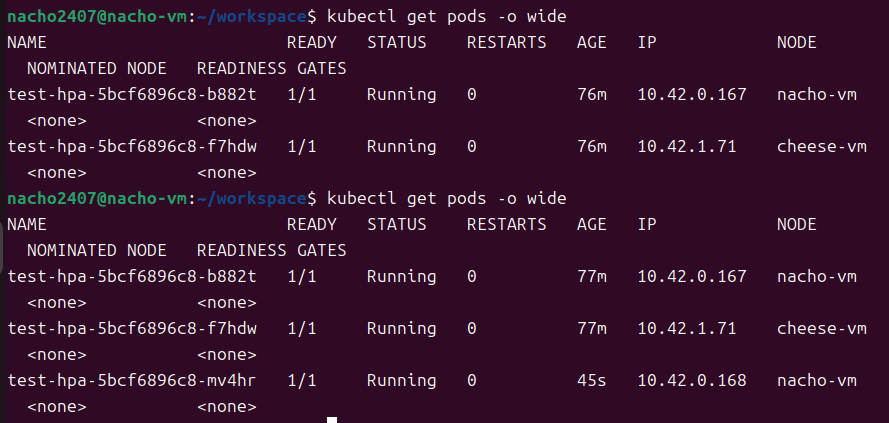 nacho2407@nacho-vm:~/workspace$ kubectl get pods -o wide
NAME                        READY   STATUS    RESTARTS   AGE   IP            NODE
  NOMINATED NODE   READINESS GATES
test-hpa-5bcf6896c8-b882t   1/1     Running   0          76m   10.42.0.167   nacho-vm
  <none>           <none>
test-hpa-5bcf6896c8-f7hdw   1/1     Running   0          76m   10.42.1.71    cheese-vm
  <none>           <none>
nacho2407@nacho-vm:~/workspace$ kubectl get pods -o wide
NAME                        READY   STATUS    RESTARTS   AGE   IP            NODE
  NOMINATED NODE   READINESS GATES
test-hpa-5bcf6896c8-b882t   1/1     Running   0          77m   10.42.0.167   nacho-vm
  <none>           <none>
test-hpa-5bcf6896c8-f7hdw   1/1     Running   0          77m   10.42.1.71    cheese-vm
  <none>           <none>
test-hpa-5bcf6896c8-mv4hr   1/1     Running   0          45s   10.42.0.168   nacho-vm
  <none>           <none>